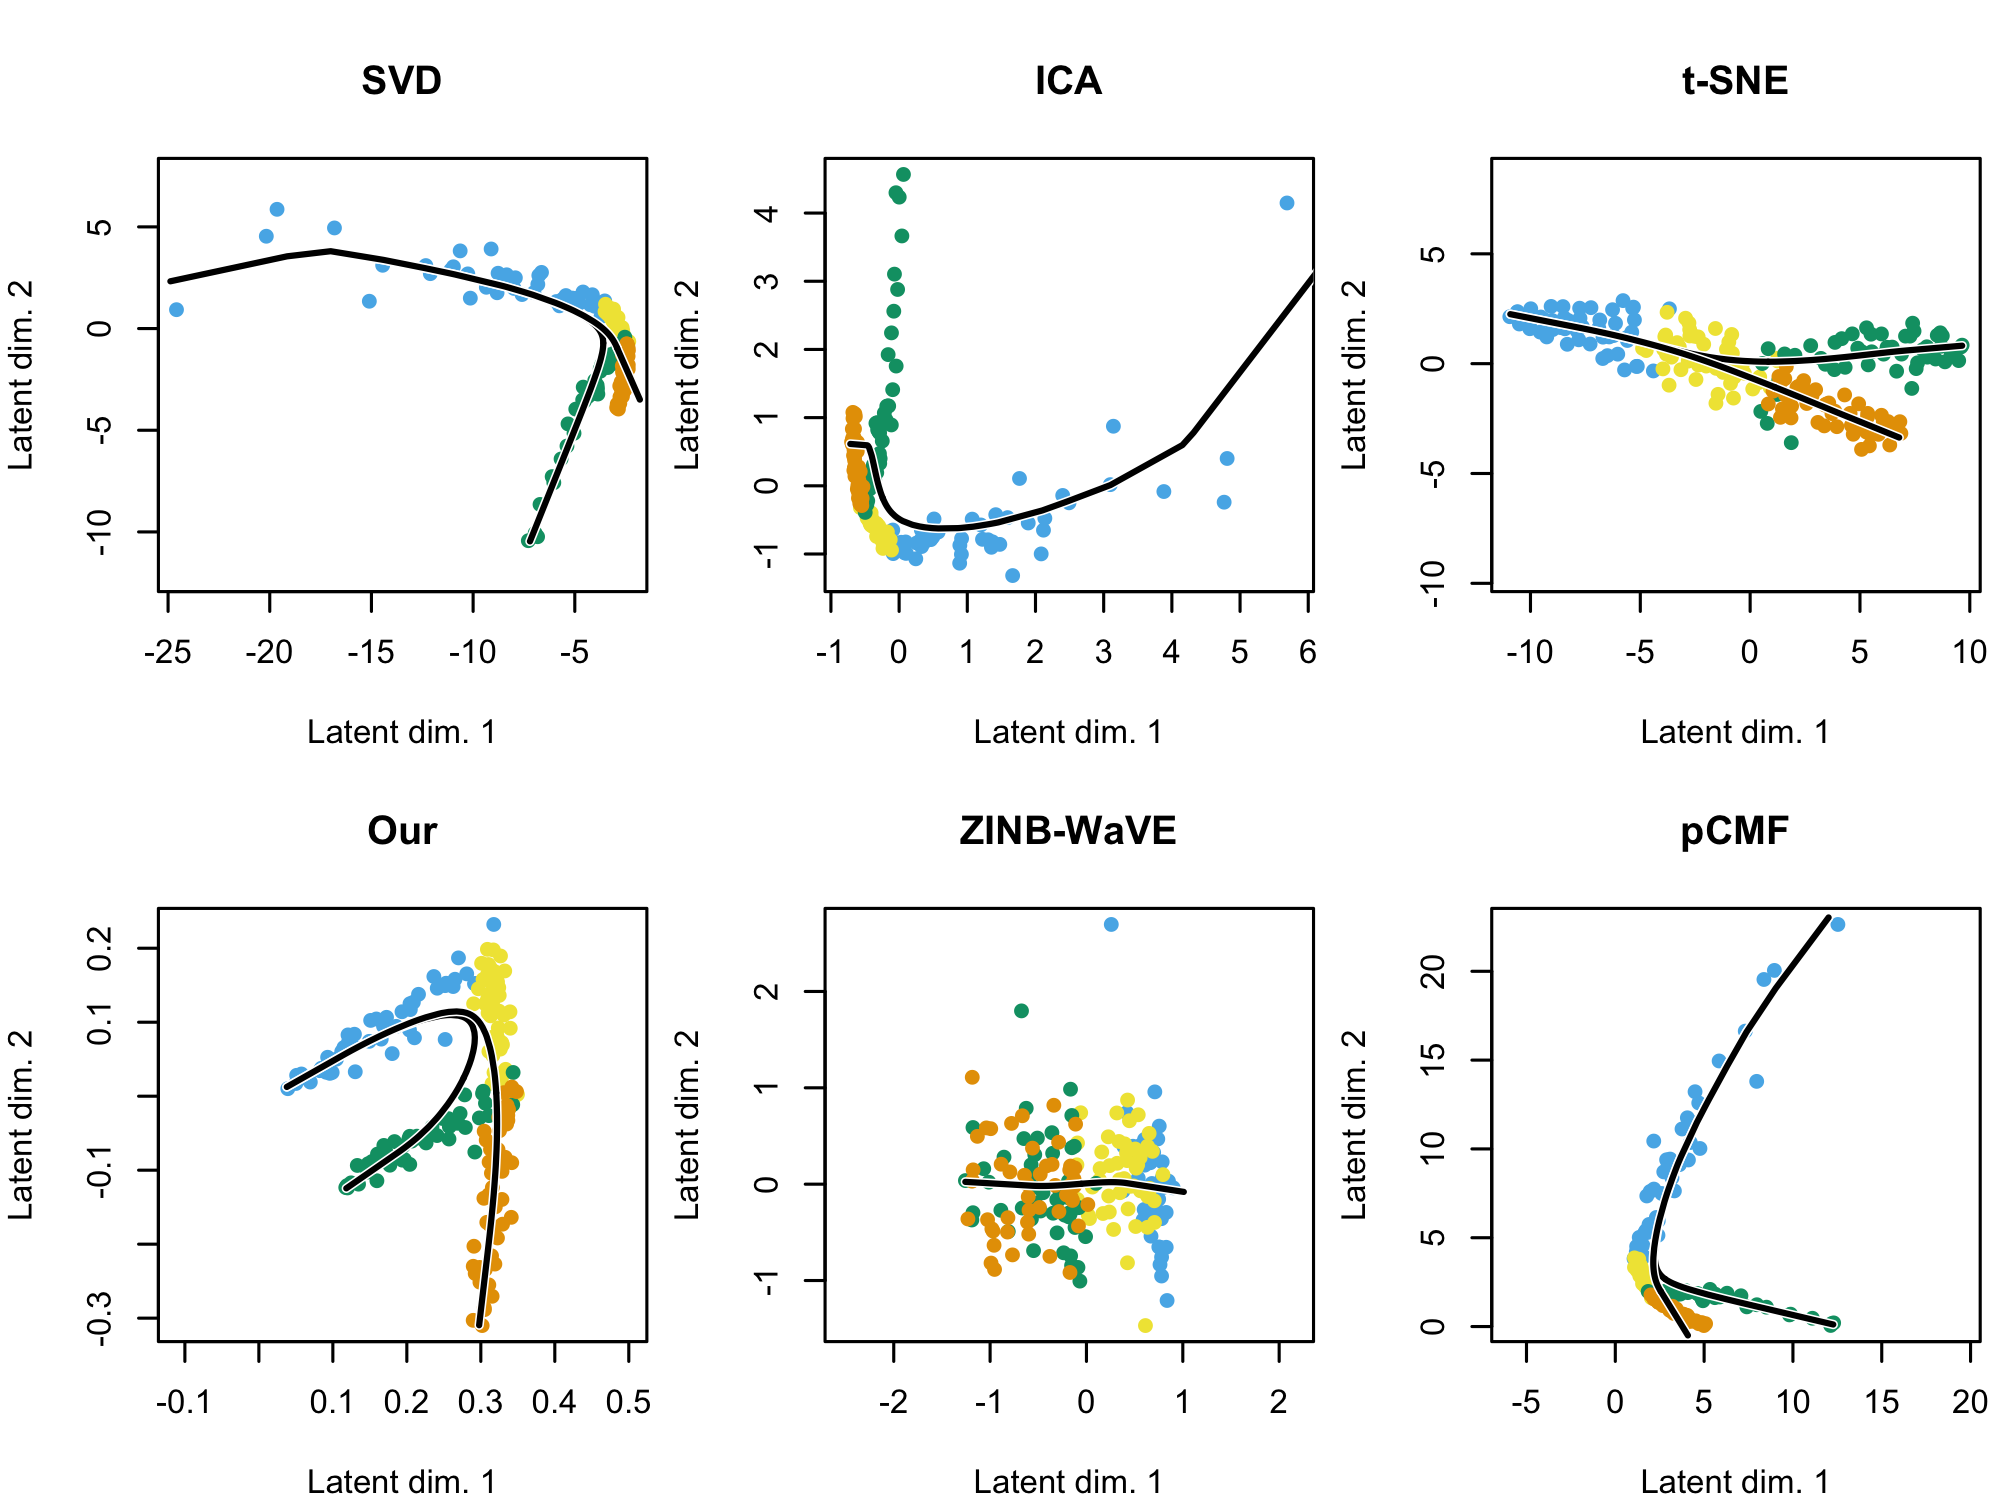 SVD
ICA
t-SNE
Latent dim. 2
5
0
-5
-10
-25 -20 -15 -10 -5
Latent dim. 1
Latent dim. 2
4
3
2
1
0
-1
-1 0 1 2 3 4 5 6
Latent dim. 1
Latent dim. 2
5
0
-5
-10
-10 -5 0 5 10
Latent dim. 1
Our
ZINB-WaVE
pCMF
Latent dim. 2
0.2
0.1
-0.1
-0.3
-0.1 0.1 0.2 0.3 0.4 0.5
Latent dim. 1
Latent dim. 2
2
1
0
-1
-2 -1 0 1 2
Latent dim. 1
Latent dim. 2
20
15
10
5
0
-5 0 5 10 15 20
Latent dim. 1